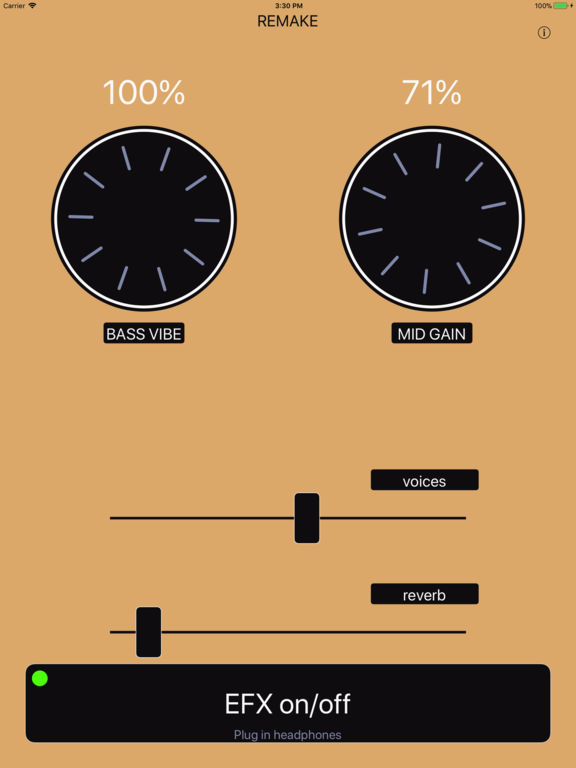 Carrier 3:30 PM 100%
REMAKE
100% 71%
BASS VIBE MID GAIN
voices
reverb
EFX on/off
Plug in headphones